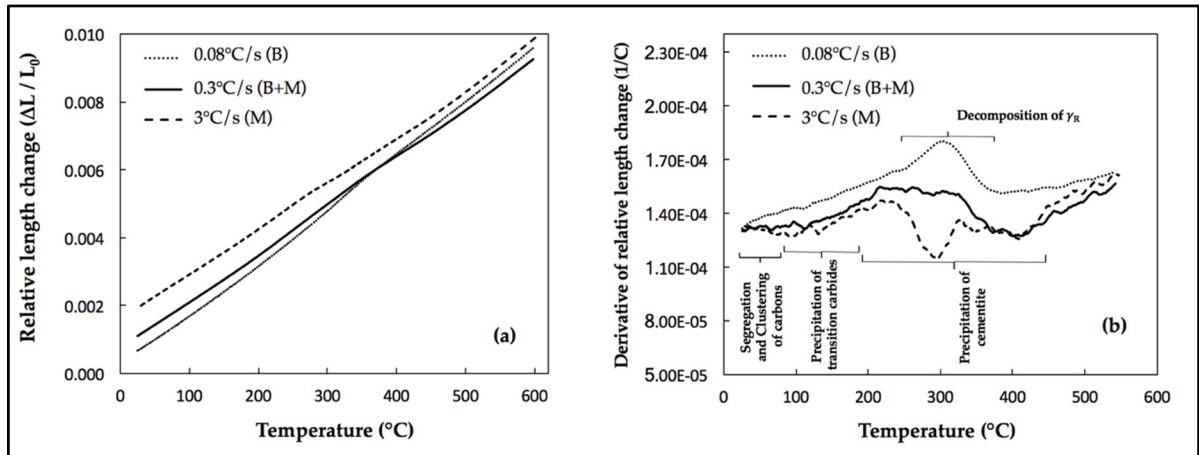 0.010
0.008
0.006
0.004
0.002
0.000
0 100 200 300 400 500 600
Relative length change (ΔL / L₀)
Temperature (°C)
0.08°C/s (B)
0.3°C/s (B+M)
3°C/s (M)
(a)
2.30E-04
2.00E-04
1.70E-04
1.40E-04
1.10E-04
8.00E-05
5.00E-05
0 100 200 300 400 500 600
Derivative of relative length change (1/C)
Temperature (°C)
0.08°C/s (B)
0.3°C/s (B+M)
3°C/s (M)
Decomposition of γR
Segregation
and Clustering
of carbons
Precipitation of
transition carbides
Precipitation of
cementite
(b)